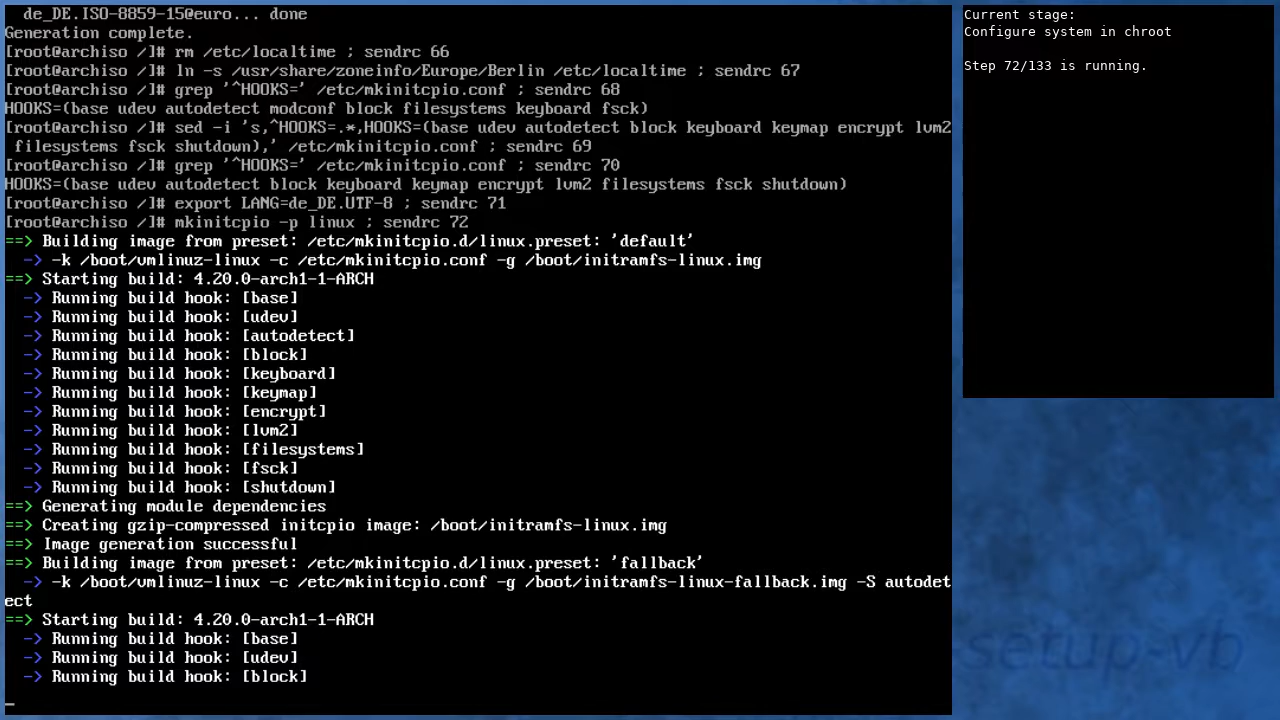 de_DE.ISO-8859-15@euro... done
Generation complete.
[root@archiso /]# rm /etc/localtime ; sendrc 66
[root@archiso /]# ln -s /usr/share/zoneinfo/Europe/Berlin /etc/localtime ; sendrc 67
[root@archiso /]# grep '^HOOKS=' /etc/mkinitcpio.conf ; sendrc 68
HOOKS=(base udev autodetect modconf block filesystems keyboard fsck)
[root@archiso /]# sed -i 's,^HOOKS=.*,HOOKS=(base udev autodetect block keyboard keymap encrypt lvm2
 filesystems fsck shutdown),' /etc/mkinitcpio.conf ; sendrc 69
[root@archiso /]# grep '^HOOKS=' /etc/mkinitcpio.conf ; sendrc 70
HOOKS=(base udev autodetect block keyboard keymap encrypt lvm2 filesystems fsck shutdown)
[root@archiso /]# export LANG=de_DE.UTF-8 ; sendrc 71
[root@archiso /]# mkinitcpio -p linux ; sendrc 72
==> Building image from preset: /etc/mkinitcpio.d/linux.preset: 'default'
  -> -k /boot/vmlinuz-linux -c /etc/mkinitcpio.conf -g /boot/initramfs-linux.img
==> Starting build: 4.20.0-arch1-1-ARCH
  -> Running build hook: [base]
  -> Running build hook: [udev]
  -> Running build hook: [autodetect]
  -> Running build hook: [block]
  -> Running build hook: [keyboard]
  -> Running build hook: [keymap]
  -> Running build hook: [encrypt]
  -> Running build hook: [lvm2]
  -> Running build hook: [filesystems]
  -> Running build hook: [fsck]
  -> Running build hook: [shutdown]
==> Generating module dependencies
==> Creating gzip-compressed initcpio image: /boot/initramfs-linux.img
==> Image generation successful
==> Building image from preset: /etc/mkinitcpio.d/linux.preset: 'fallback'
  -> -k /boot/vmlinuz-linux -c /etc/mkinitcpio.conf -g /boot/initramfs-linux-fallback.img -S autodet
ect
==> Starting build: 4.20.0-arch1-1-ARCH
  -> Running build hook: [base]
  -> Running build hook: [udev]
  -> Running build hook: [block]
_
Current stage:
Configure system in chroot
Step 72/133 is running.
setup-vb